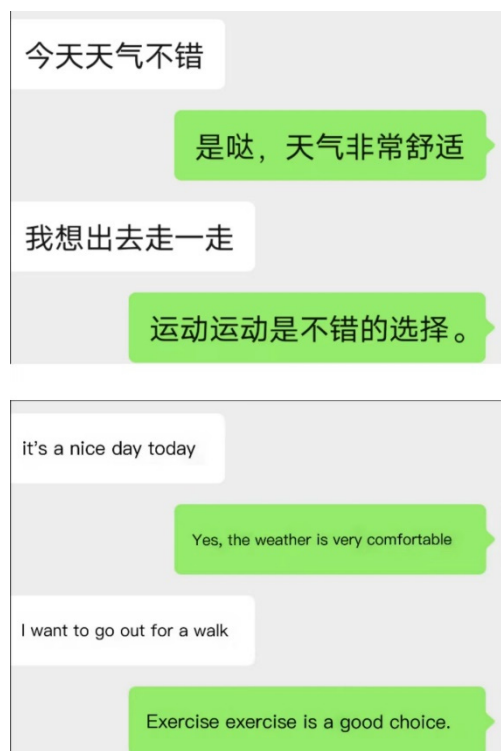 今天天气不错
是哒，天气非常舒适
我想出去走一走
运动运动是不错的选择。
it's a nice day today
Yes, the weather is very comfortable
I want to go out for a walk
Exercise exercise is a good choice.